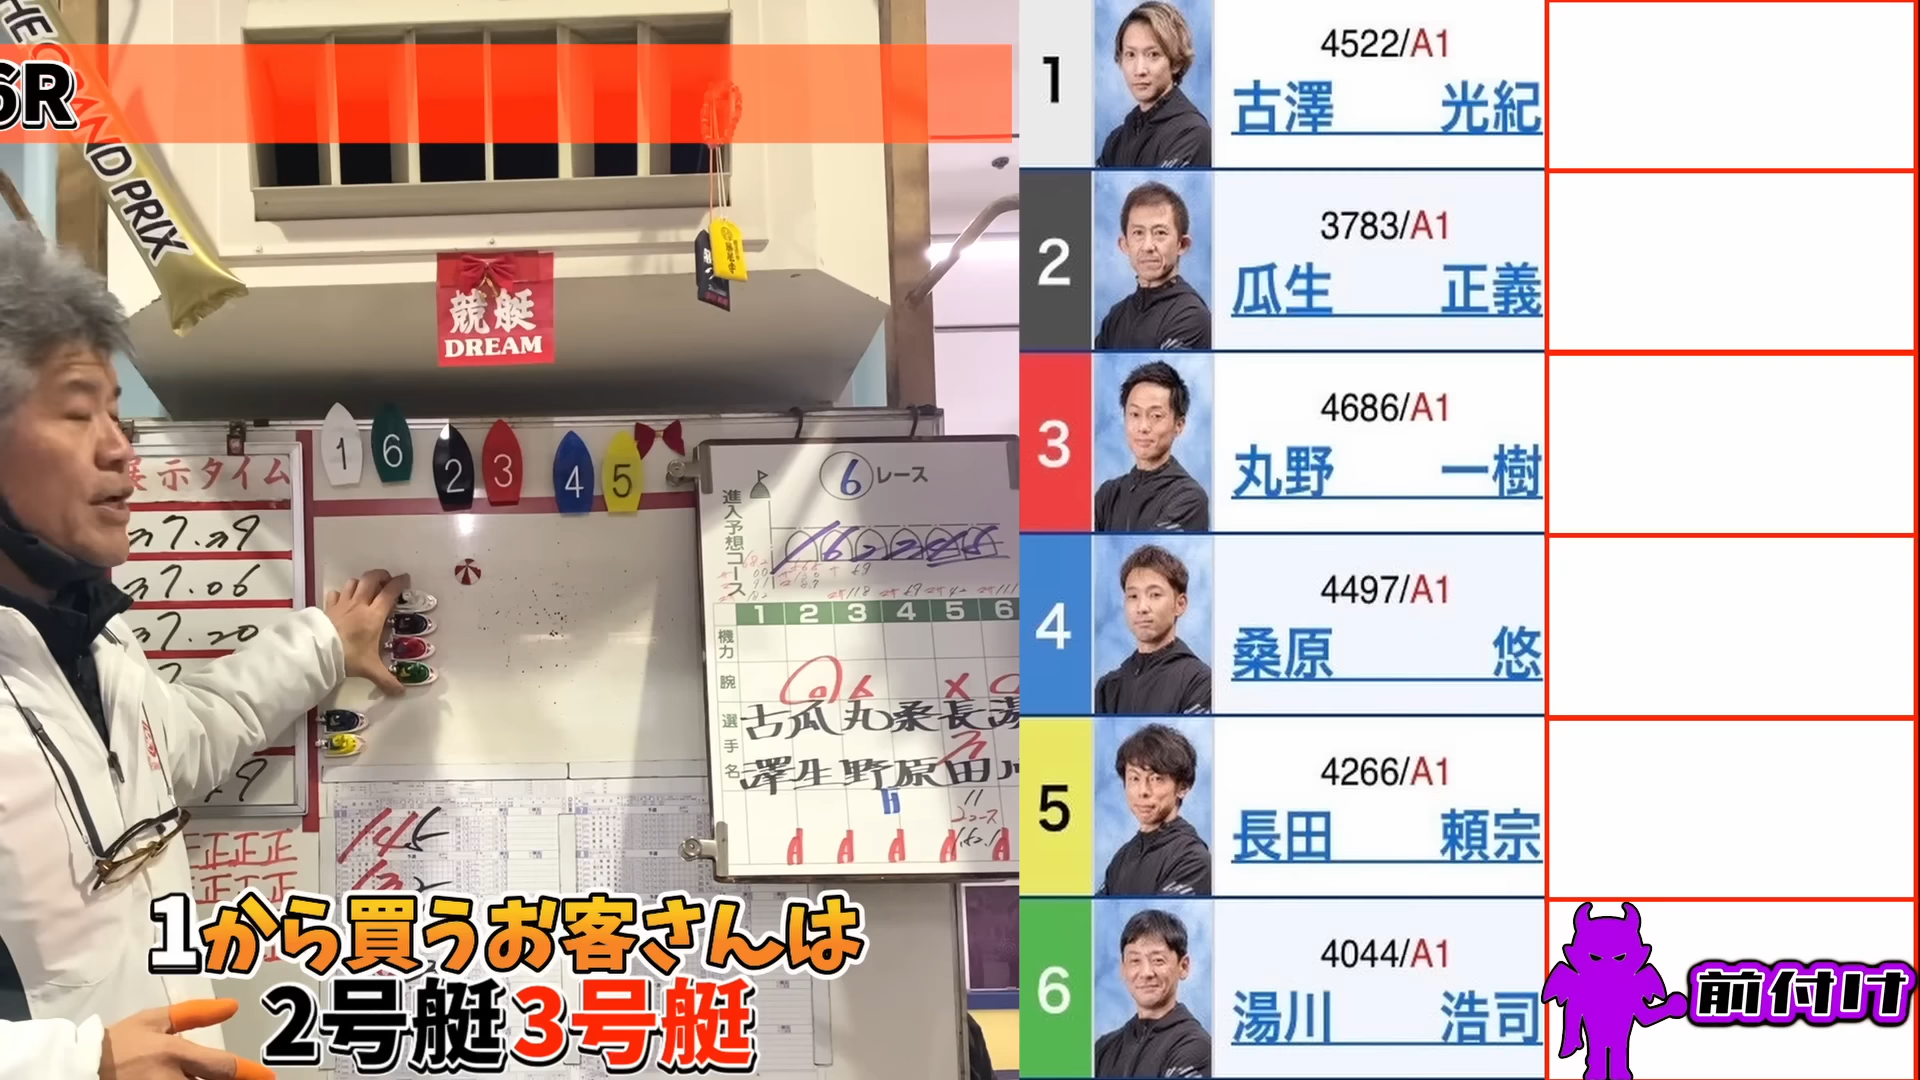 THE GRAND PRIX
6R
競艇
DREAM
1 6 2 3 4 5
展示タイム
7.29
7.06
7.20
6レース
進入予想コース
1 2 3 4 5 6
機力
腕
選手名
古澤
瓜生
丸野
桑原
長田
湯川
11
2コース
145
1から買うお客さんは
2号艇3号艇
1
4522/A1
古澤 光紀
2
3783/A1
瓜生 正義
3
4686/A1
丸野 一樹
4
4497/A1
桑原 悠
5
4266/A1
長田 頼宗
6
4044/A1
湯川 浩司
前付け